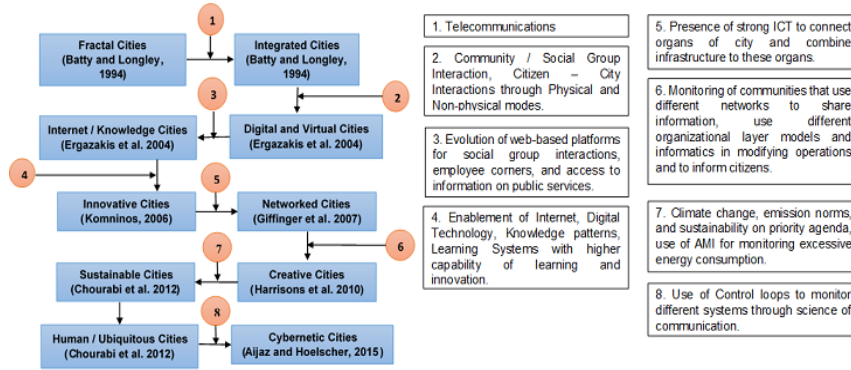 1
Fractal Cities
(Batty and Longley,
1994)
Integrated Cities
(Batty and Longley,
1994)
2
3
Internet / Knowledge Cities
(Ergazakis et al. 2004)
Digital and Virtual Cities
(Ergazakis et al. 2004)
4
5
Innovative Cities
(Komninos, 2006)
Networked Cities
(Giffinger et al. 2007)
6
7
Sustainable Cities
(Chourabi et al. 2012)
Creative Cities
(Harrisons et al. 2010)
8
Human / Ubiquitous Cities
(Chourabi et al. 2012)
Cybernetic Cities
(Aijaz and Hoelscher, 2015)
1. Telecommunications
2. Community / Social Group
Interaction, Citizen – City
Interactions through Physical and
Non-physical modes.
3. Evolution of web-based platforms
for social group interactions,
employee corners, and access to
information on public services.
4. Enablement of Internet, Digital
Technology, Knowledge patterns,
Learning Systems with higher
capability of learning and
innovation.
5. Presence of strong ICT to connect
organs of city and combine
infrastructure to these organs.
6. Monitoring of communities that use
different networks to share
information, use different
organizational layer models and
informatics in modifying operations
and to inform citizens.
7. Climate change, emission norms,
and sustainability on priority agenda,
use of AMI for monitoring excessive
energy consumption.
8. Use of Control loops to monitor
different systems through science of
communication.